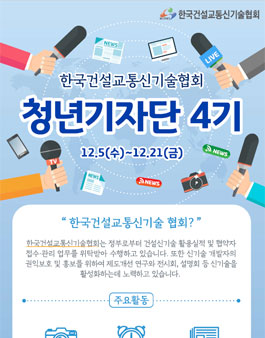 한국건설교통신기술협회
NEWS
LIVE
한국건설교통신기술협회
청년기자단 4기
12.5(수)~12.21(금)
NEWS
NEWS
“ 한국건설교통신기술 협회? ”
한국건설교통신기술협회는 정부로부터 건설신기술 활용실적 및 협약자
접수·관리 업무를 위탁받아 수행하고 있습니다. 또한 신기술 개발자의
권익보호 및 홍보를 위하여 제도개선 연구와 전시회, 설명회 등 신기술을
활성화하는데 노력하고 있습니다.
주요활동